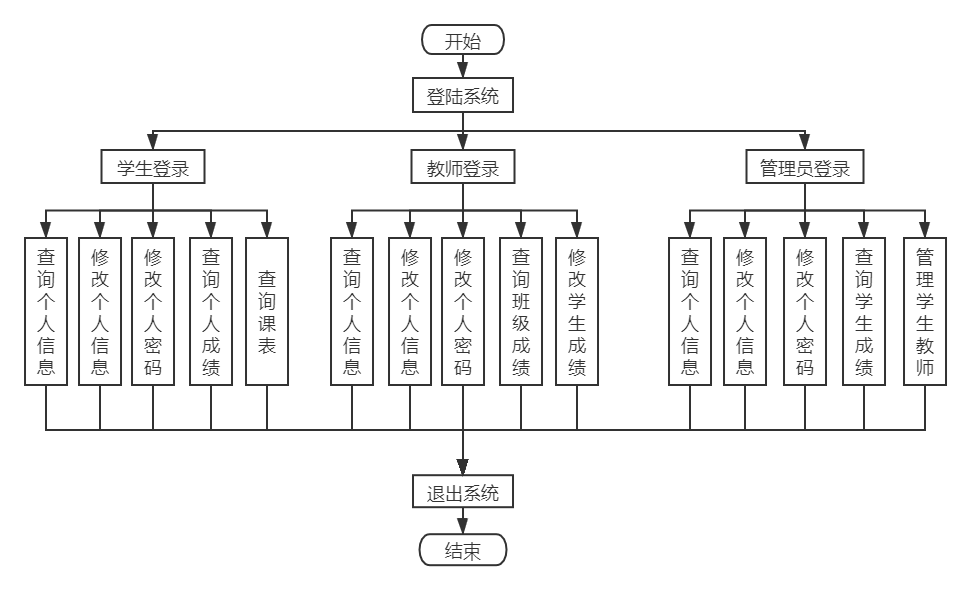 开始
登陆系统
学生登录
教师登录
管理员登录
查询个人信息
修改个人信息
修改个人密码
查询个人成绩
查询课表
查询个人信息
修改个人信息
修改个人密码
查询班级成绩
修改学生成绩
查询个人信息
修改个人信息
修改个人密码
查询学生成绩
管理学生教师
退出系统
结束